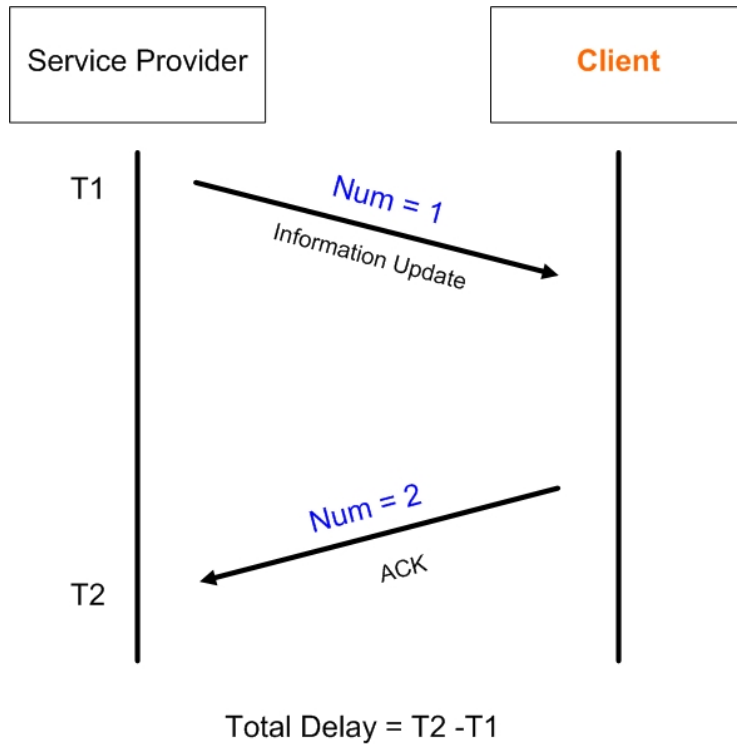 Service Provider
Client
T1
Num = 1
Information Update
Num = 2
ACK
T2
Total Delay = T2 -T1